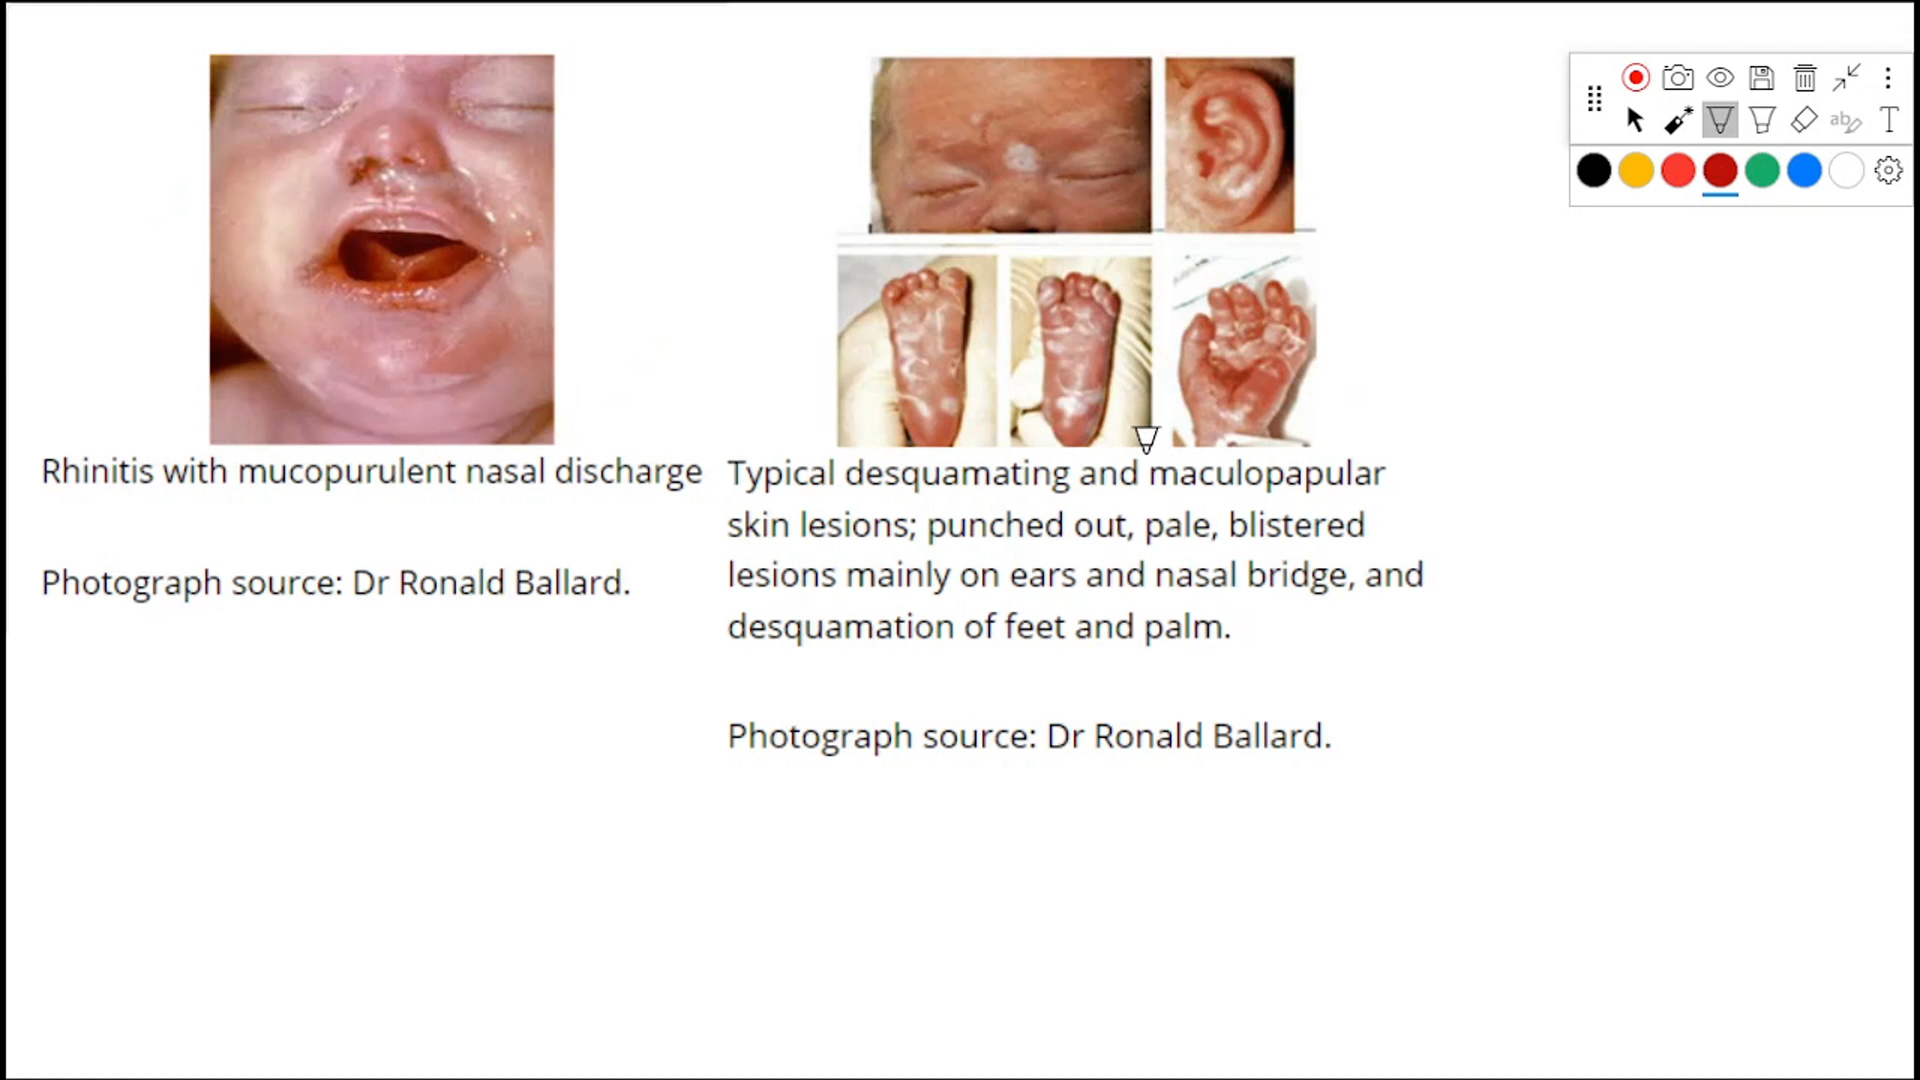 Rhinitis with mucopurulent nasal discharge
Photograph source: Dr Ronald Ballard.
Typical desquamating and maculopapular
skin lesions; punched out, pale, blistered
lesions mainly on ears and nasal bridge, and
desquamation of feet and palm.
Photograph source: Dr Ronald Ballard.
ab
T